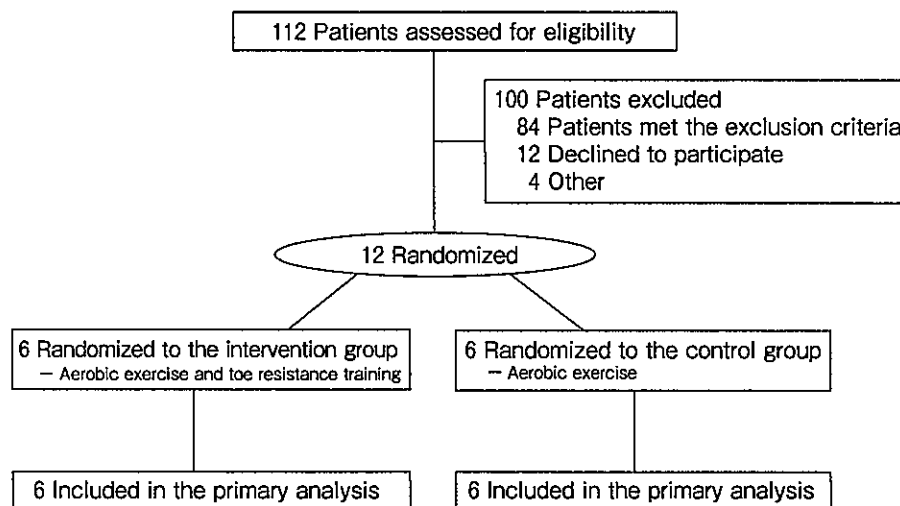 112 Patients assessed for eligibility
100 Patients excluded
84 Patients met the exclusion criteria
12 Declined to participate
4 Other
12 Randomized
6 Randomized to the intervention group
− Aerobic exercise and toe resistance training
6 Randomized to the control group
− Aerobic exercise
6 Included in the primary analysis
6 Included in the primary analysis